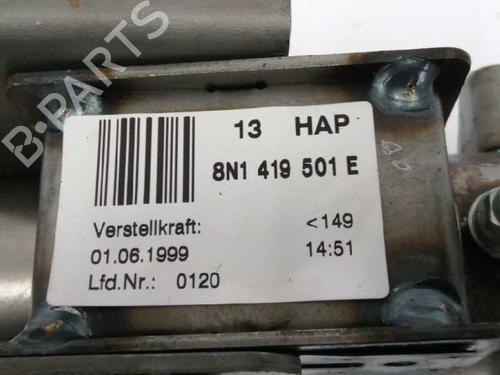 B-PARTS
13 HAP
8N1 419 501 E
Verstellkraft: <149
01.06.1999 14:51
Lfd.Nr.: 0120